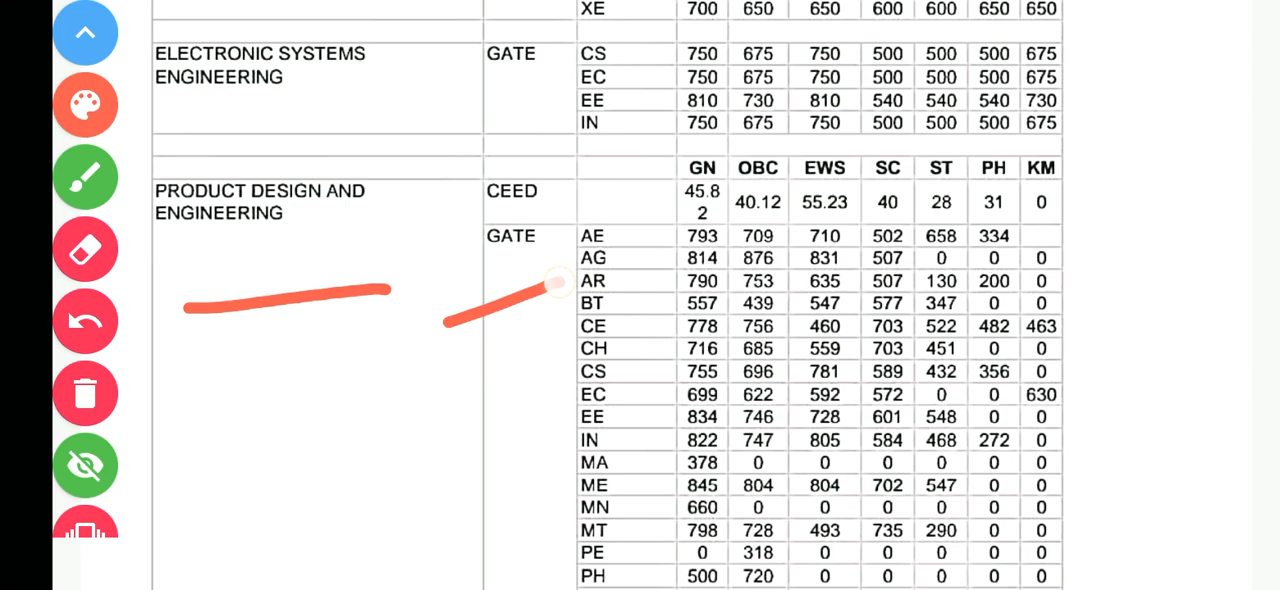 XE 700 650 650 600 600 650 650
ELECTRONIC SYSTEMS GATE CS 750 675 750 500 500 500 675
ENGINEERING EC 750 675 750 500 500 500 675
EE 810 730 810 540 540 540 730
IN 750 675 750 500 500 500 675
GN OBC EWS SC ST PH KM
PRODUCT DESIGN AND CEED 45.8 40.12 55.23 40 28 31 0
ENGINEERING 2
GATE AE 793 709 710 502 658 334
AG 814 876 831 507 0 0 0
AR 790 753 635 507 130 200 0
BT 557 439 547 577 347 0 0
CE 778 756 460 703 522 482 463
CH 716 685 559 703 451 0 0
CS 755 696 781 589 432 356 0
EC 699 622 592 572 0 0 630
EE 834 746 728 601 548 0 0
IN 822 747 805 584 468 272 0
MA 378 0 0 0 0 0 0
ME 845 804 804 702 547 0 0
MN 660 0 0 0 0 0 0
MT 798 728 493 735 290 0 0
PE 0 318 0 0 0 0 0
PH 500 720 0 0 0 0 0